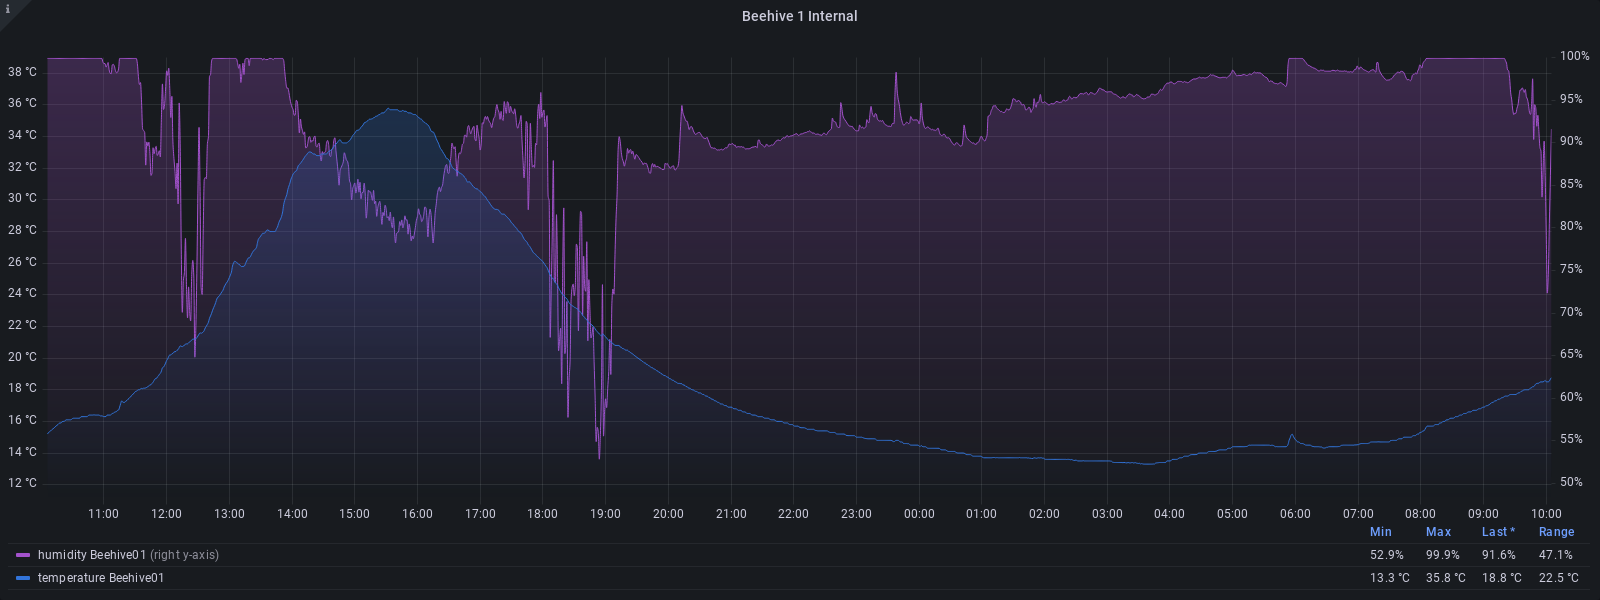 i
Beehive 1 Internal
38 °C
36 °C
34 °C
32 °C
30 °C
28 °C
26 °C
24 °C
22 °C
20 °C
18 °C
16 °C
14 °C
12 °C
100%
95%
90%
85%
80%
75%
70%
65%
60%
55%
50%
11:00 12:00 13:00 14:00 15:00 16:00 17:00 18:00 19:00 20:00 21:00 22:00 23:00 00:00 01:00 02:00 03:00 04:00 05:00 06:00 07:00 08:00 09:00 10:00
Min Max Last * Range
humidity Beehive01 (right y-axis) 52.9% 99.9% 91.6% 47.1%
temperature Beehive01 13.3 °C 35.8 °C 18.8 °C 22.5 °C